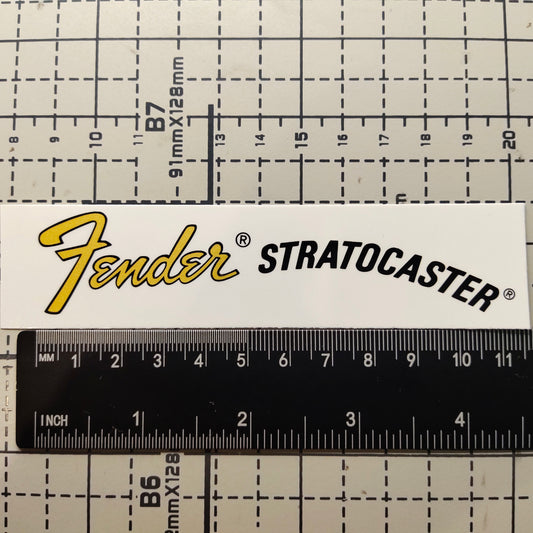 B7
91mmX128mm
8 9 10 11 13 14 15 16 17 18 19 20
Fender® STRATOCASTER®
MM 1 2 3 4 5 6 7 8 9 10 11
INCH 1 2 3 4
B6
mmX128